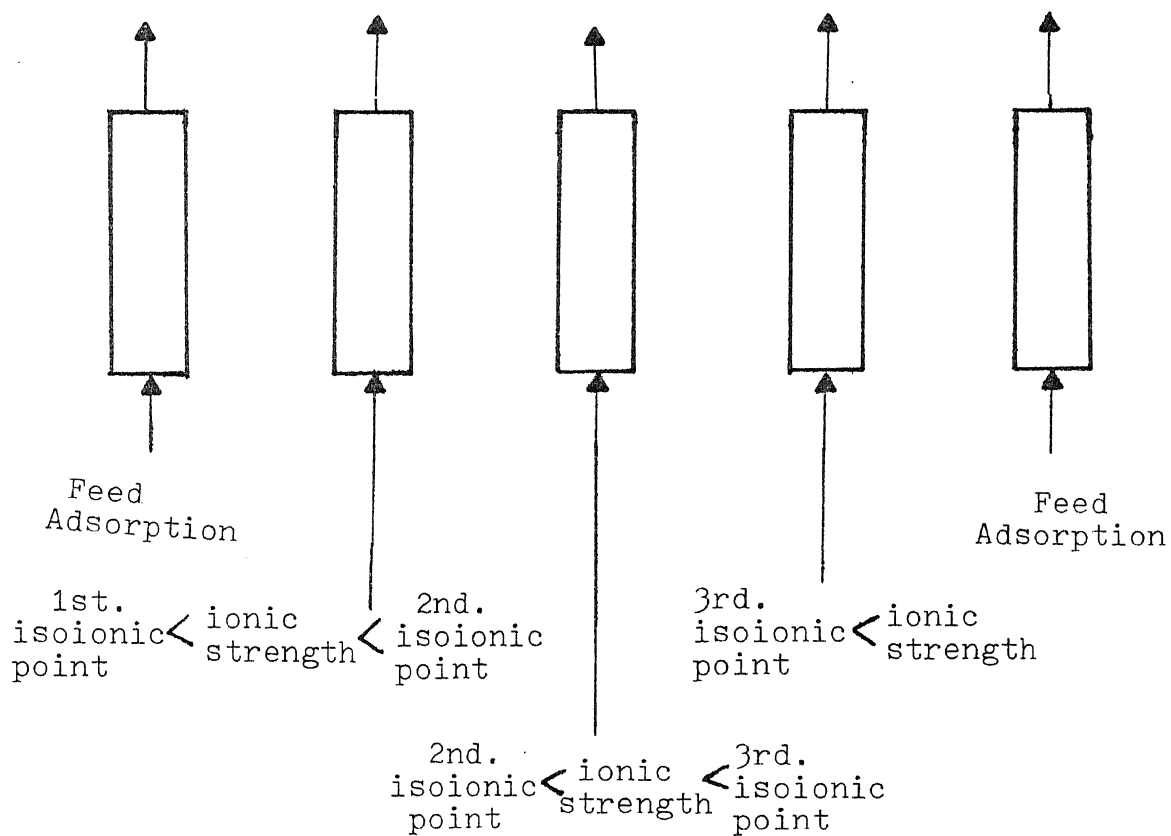 Feed
Adsorption
Feed
Adsorption
1st.
isoionic < ionic < 2nd.
point strength isoionic
point
3rd.
isoionic < ionic
point strength
2nd.
isoionic < ionic < 3rd.
point strength isoionic
point